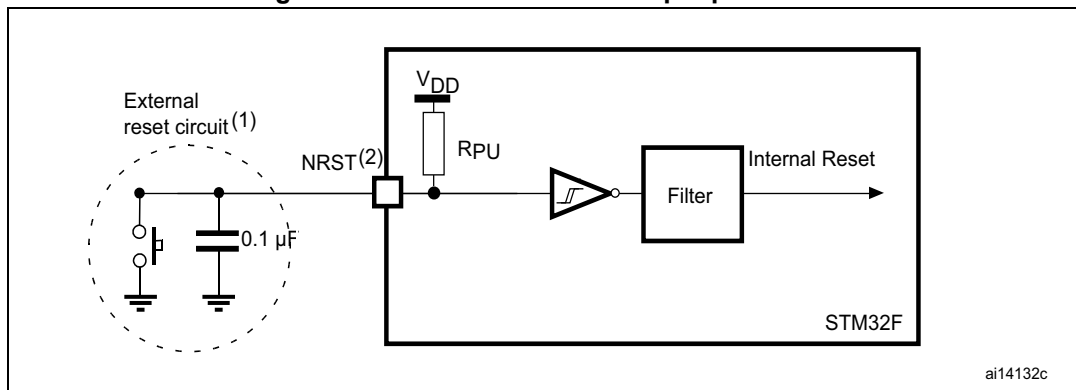 External
reset circuit(1)
VDD
RPU
NRST(2)
Internal Reset
Filter
0.1 μF
STM32F
ai14132c